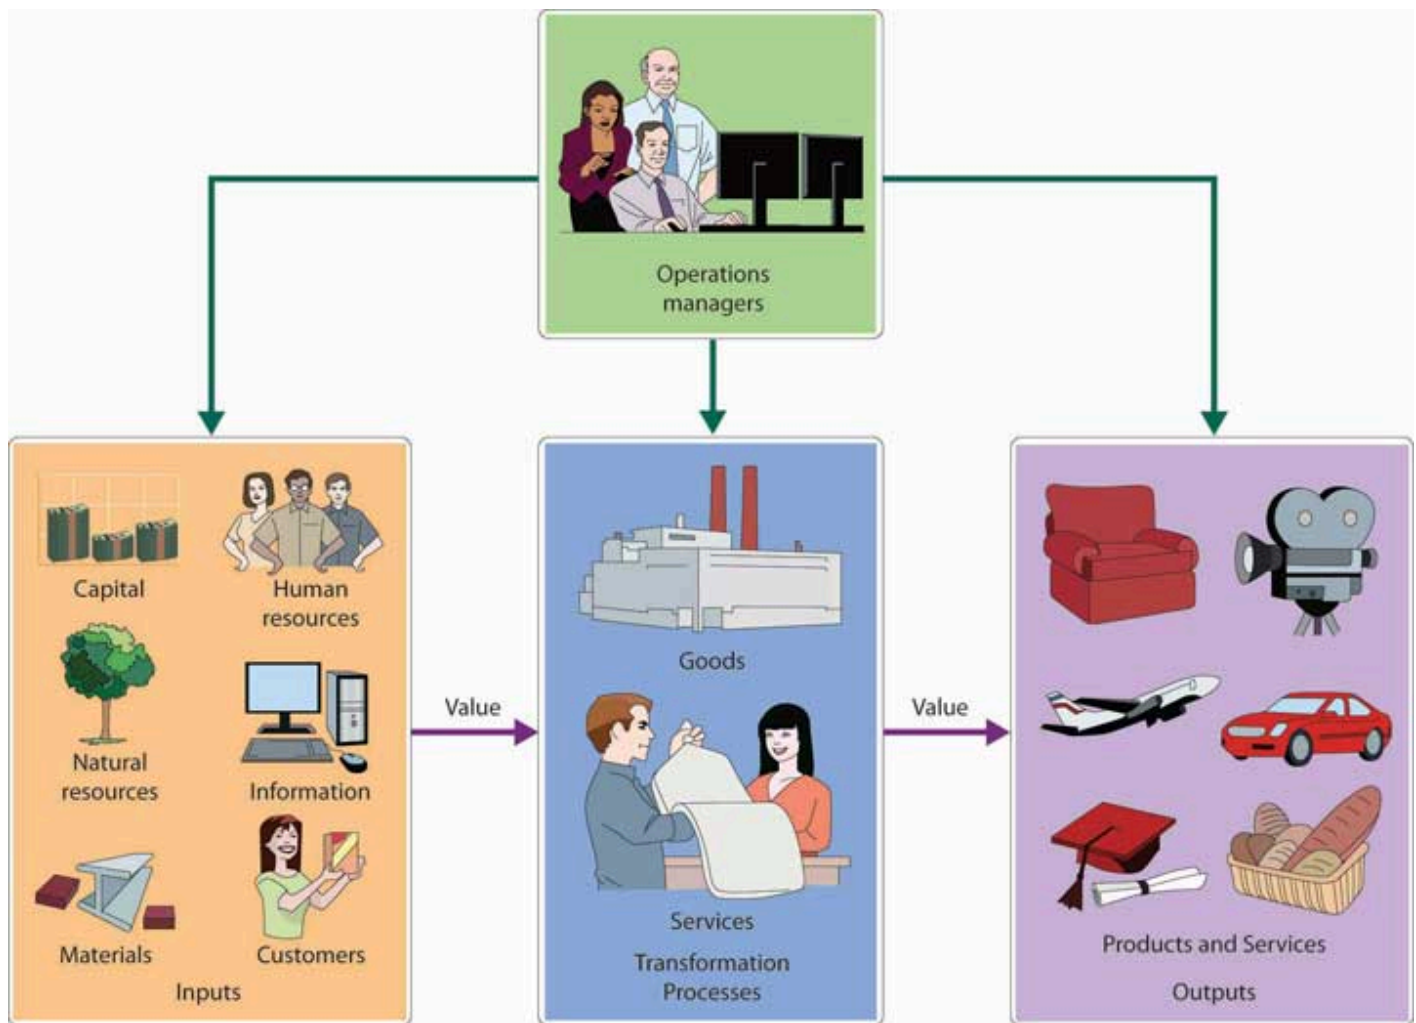 Operations
managers
Capital
Human
resources
Natural
resources
Information
Materials
Customers
Inputs
Value
Goods
Services
Transformation
Processes
Value
Products and Services
Outputs